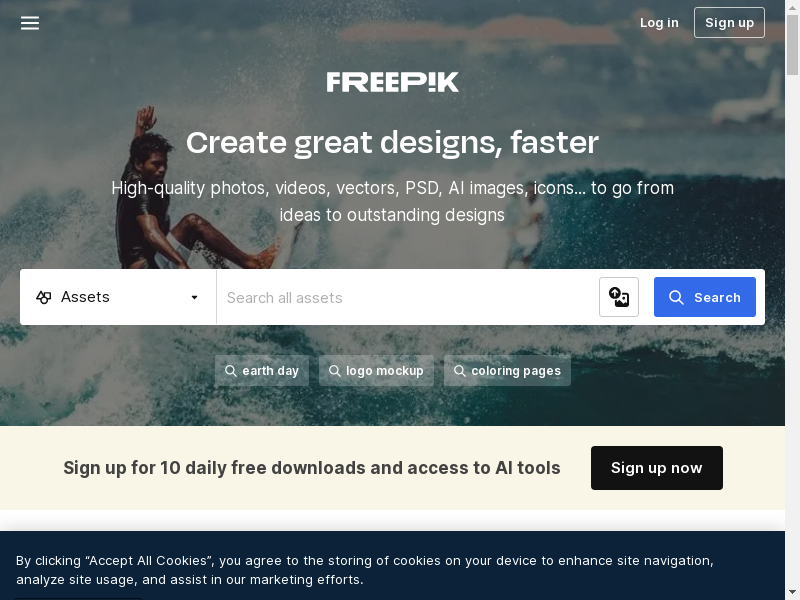 Log in
Sign up
FREEPIK
Create great designs, faster
High-quality photos, videos, vectors, PSD, AI images, icons... to go from
ideas to outstanding designs
Assets
Search all assets
Search
earth day
logo mockup
coloring pages
Sign up for 10 daily free downloads and access to AI tools
Sign up now
By clicking “Accept All Cookies”, you agree to the storing of cookies on your device to enhance site navigation,
analyze site usage, and assist in our marketing efforts.